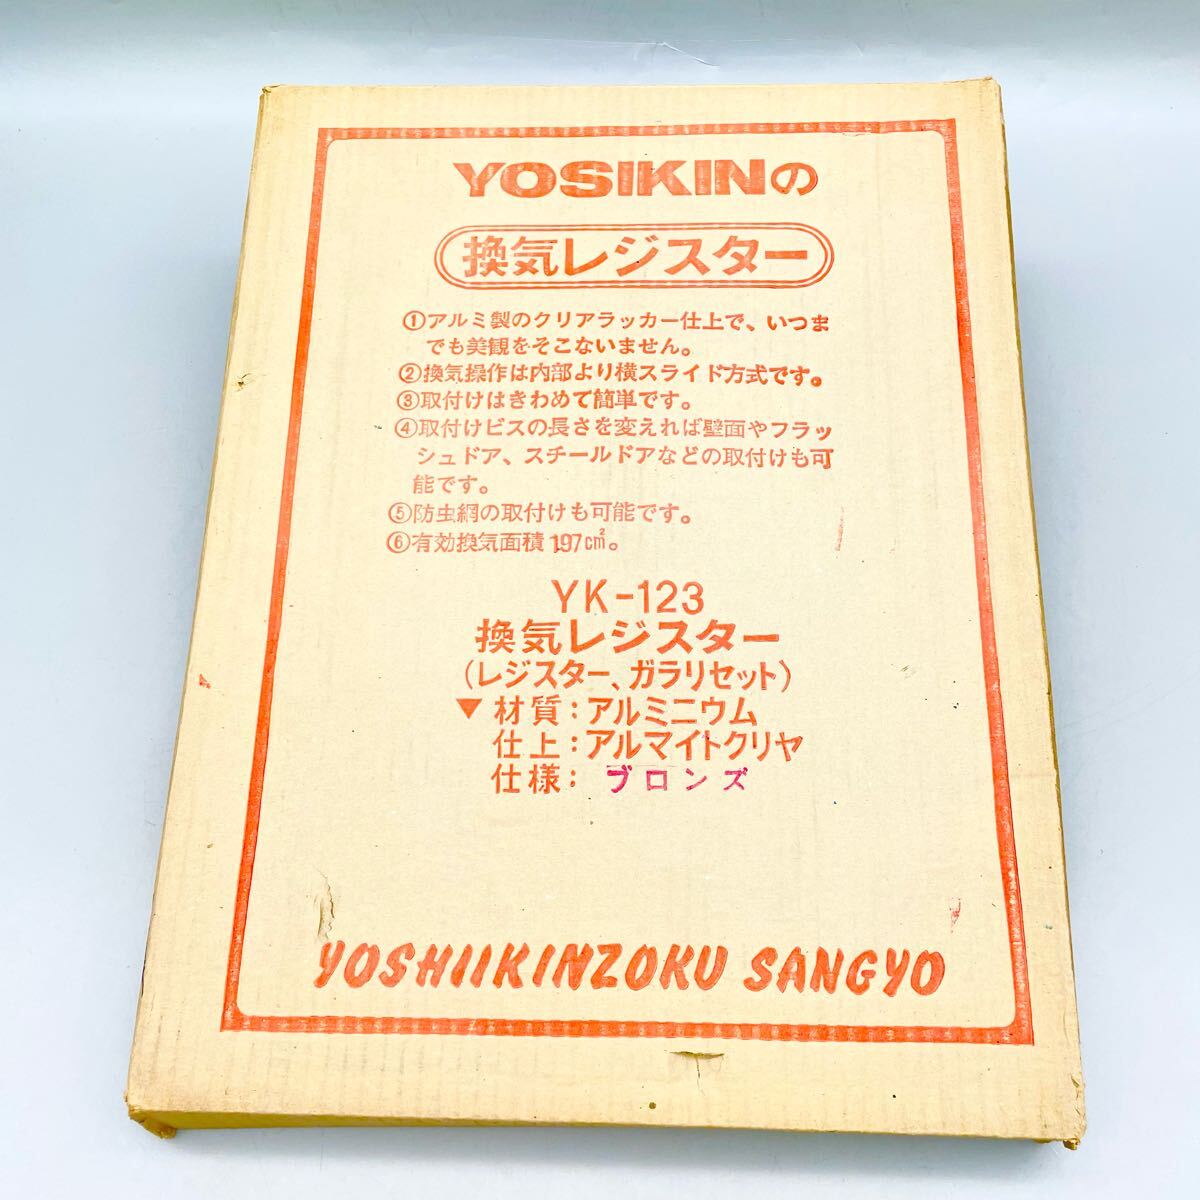 YOSIKINの
換気レジスター
①アルミ製のクリアラッカー仕上で、いつま
でも美観をそこないません。
②換気操作は内部より横スライド方式です。
③取付けはきわめて簡単です。
④取付けビスの長さを変えれば壁面やフラッ
シュドア、スチールドアなどの取付けも可
能です。
⑤防虫網の取付けも可能です。
⑥有効換気面積197cm²。
YK-123
換気レジスター
(レジスター、ガラリセット)
▼材質:アルミニウム
仕上:アルマイトクリヤ
仕様:ブロンズ
YOSHIIKINZOKU SANGYO